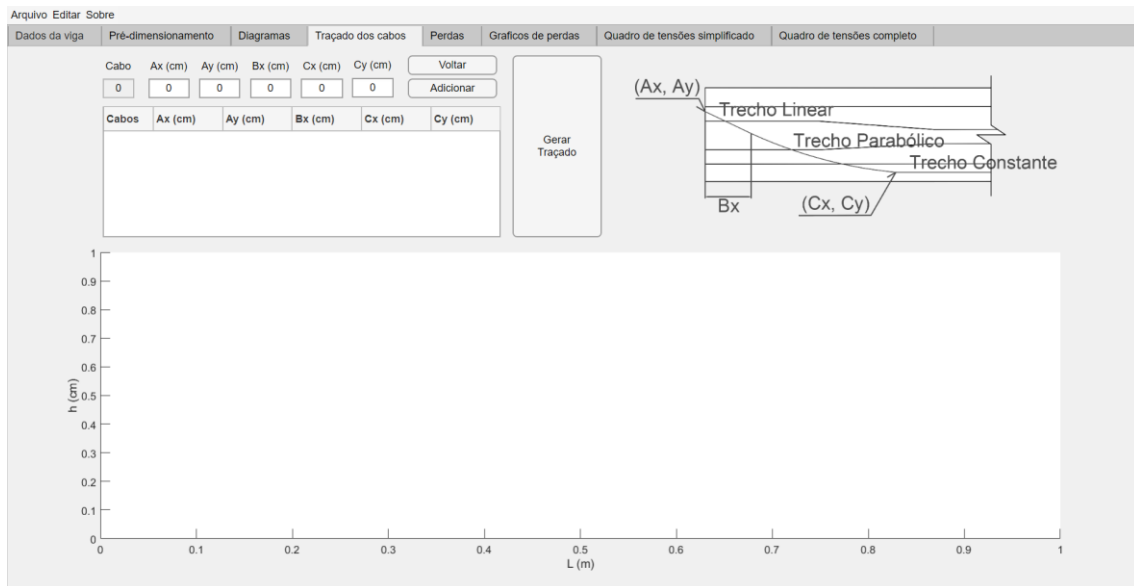 Arquivo Editar Sobre
Dados da viga Pré-dimensionamento Diagramas Traçado dos cabos Perdas Graficos de perdas Quadro de tensões simplificado Quadro de tensões completo
Cabo Ax (cm) Ay (cm) Bx (cm) Cx (cm) Cy (cm) Voltar
0 0 0 0 0 0 Adicionar
Cabos Ax (cm) Ay (cm) Bx (cm) Cx (cm) Cy (cm)
Gerar
Traçado
(Ax, Ay)
Trecho Linear
Trecho Parabólico
Trecho Constante
Bx (Cx, Cy)
1
0.9
0.8
0.7
0.6
0.5
0.4
0.3
0.2
0.1
0
h (cm)
0 0.1 0.2 0.3 0.4 0.5 0.6 0.7 0.8 0.9 1
L (m)